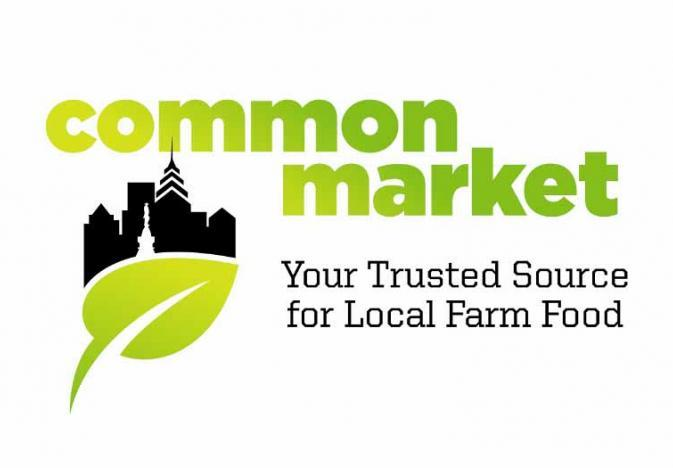 common
market
Your Trusted Source
for Local Farm Food